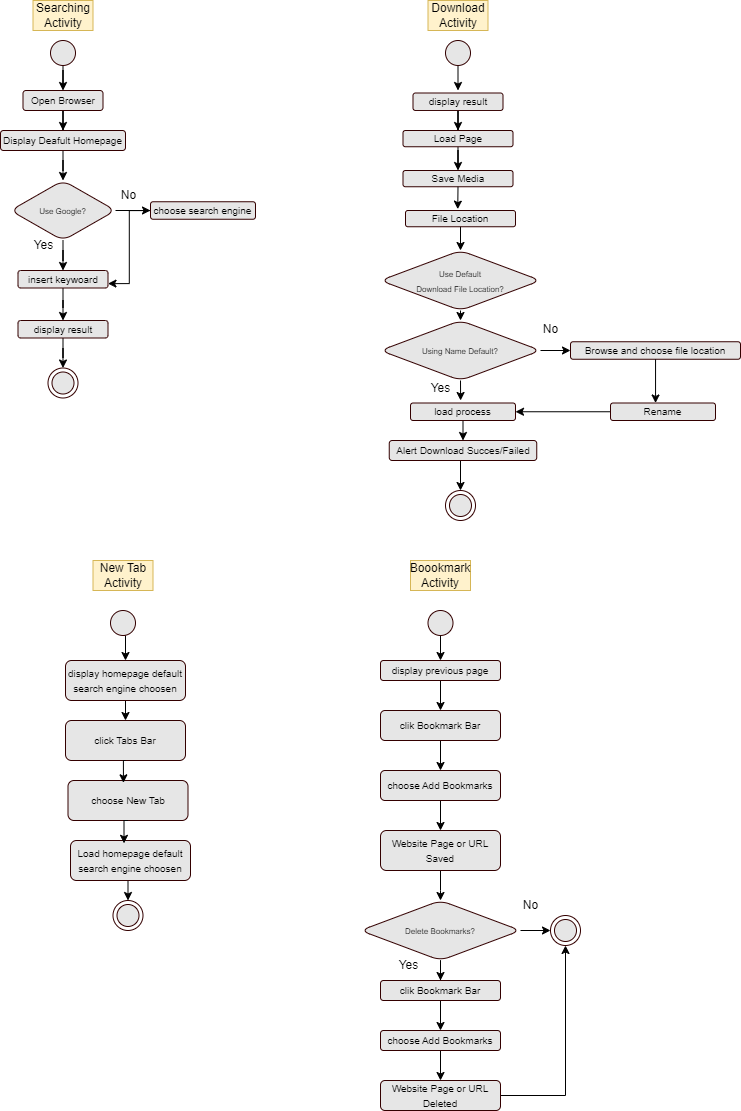 Searching
Activity
Open Browser
Display Deafult Homepage
Use Google?
No
choose search engine
Yes
insert keywoard
display result
Download
Activity
display result
Load Page
Save Media
File Location
Use Default
Download File Location?
Using Name Default?
No
Browse and choose file location
Yes
load process
Rename
Alert Download Succes/Failed
New Tab
Activity
display homepage default
search engine choosen
click Tabs Bar
choose New Tab
Load homepage default
search engine choosen
Boookmark
Activity
display previous page
clik Bookmark Bar
choose Add Bookmarks
Website Page or URL
Saved
Delete Bookmarks?
No
Yes
clik Bookmark Bar
choose Add Bookmarks
Website Page or URL
Deleted